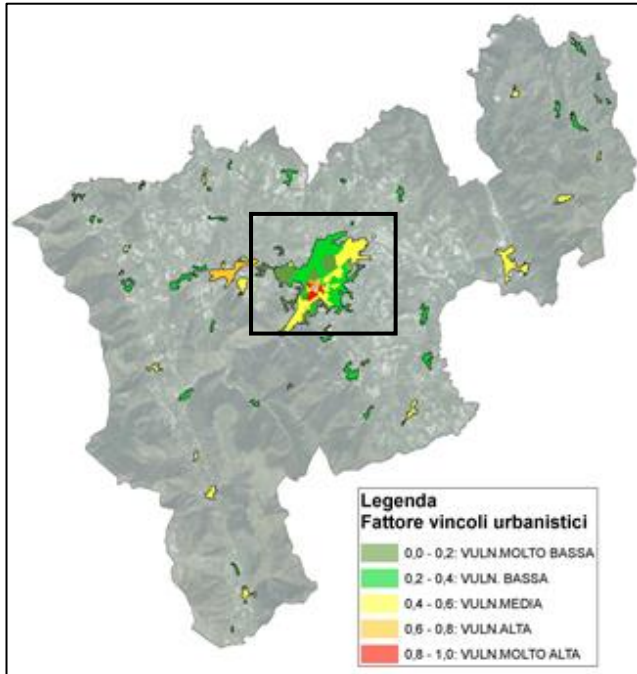 Legenda
Fattore vincoli urbanistici
0,0 - 0,2: VULN.MOLTO BASSA
0,2 - 0,4: VULN. BASSA
0,4 - 0,6: VULN.MEDIA
0,6 - 0,8: VULN.ALTA
0,8 - 1,0: VULN.MOLTO ALTA